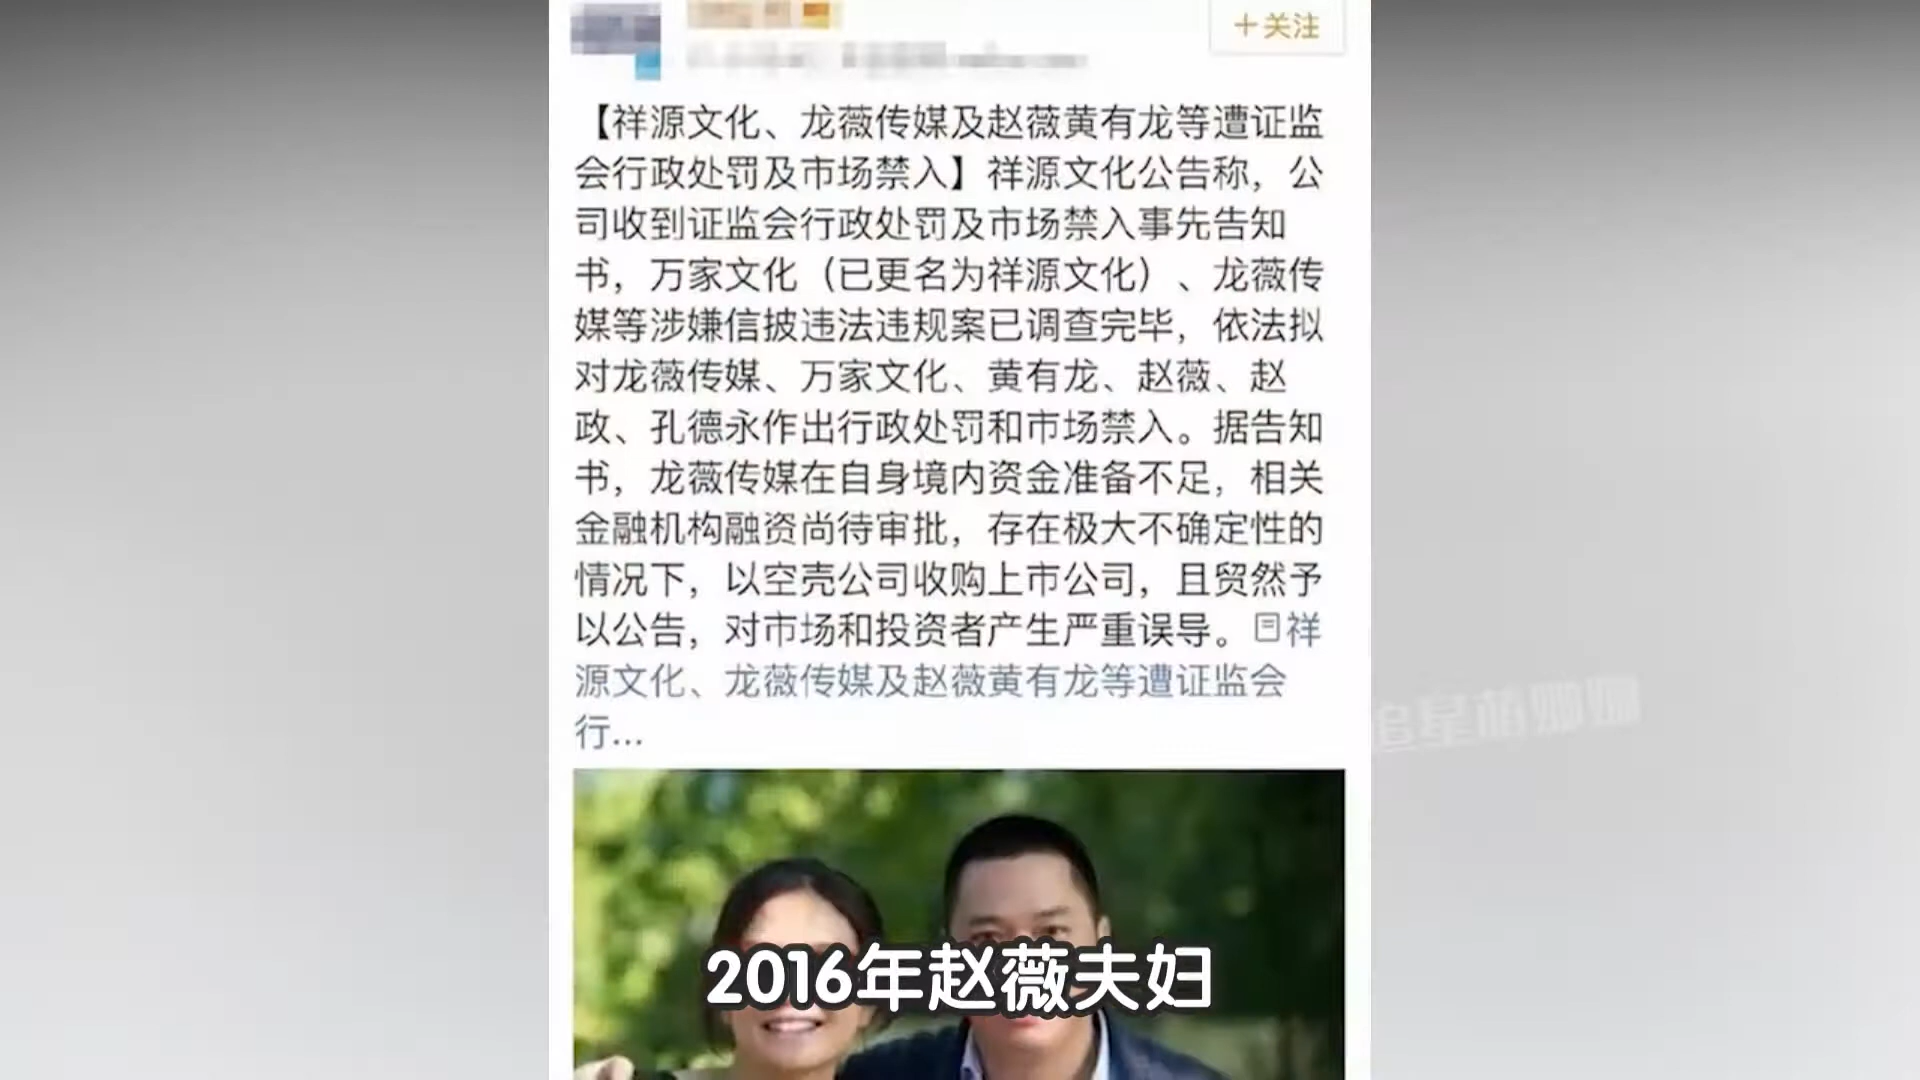 +关注
【祥源文化、龙薇传媒及赵薇黄有龙等遭证监
会行政处罚及市场禁入】祥源文化公告称，公
司收到证监会行政处罚及市场禁入事先告知
书，万家文化（已更名为祥源文化）、龙薇传
媒等涉嫌信披违法违规案已调查完毕，依法拟
对龙薇传媒、万家文化、黄有龙、赵薇、赵
政、孔德永作出行政处罚和市场禁入。据告知
书，龙薇传媒在自身境内资金准备不足，相关
金融机构融资尚待审批，存在极大不确定性的
情况下，以空壳公司收购上市公司，且贸然予
以公告，对市场和投资者产生严重误导。祥
源文化、龙薇传媒及赵薇黄有龙等遭证监会
行...
追星萌嘟嘟
2016年赵薇夫妇